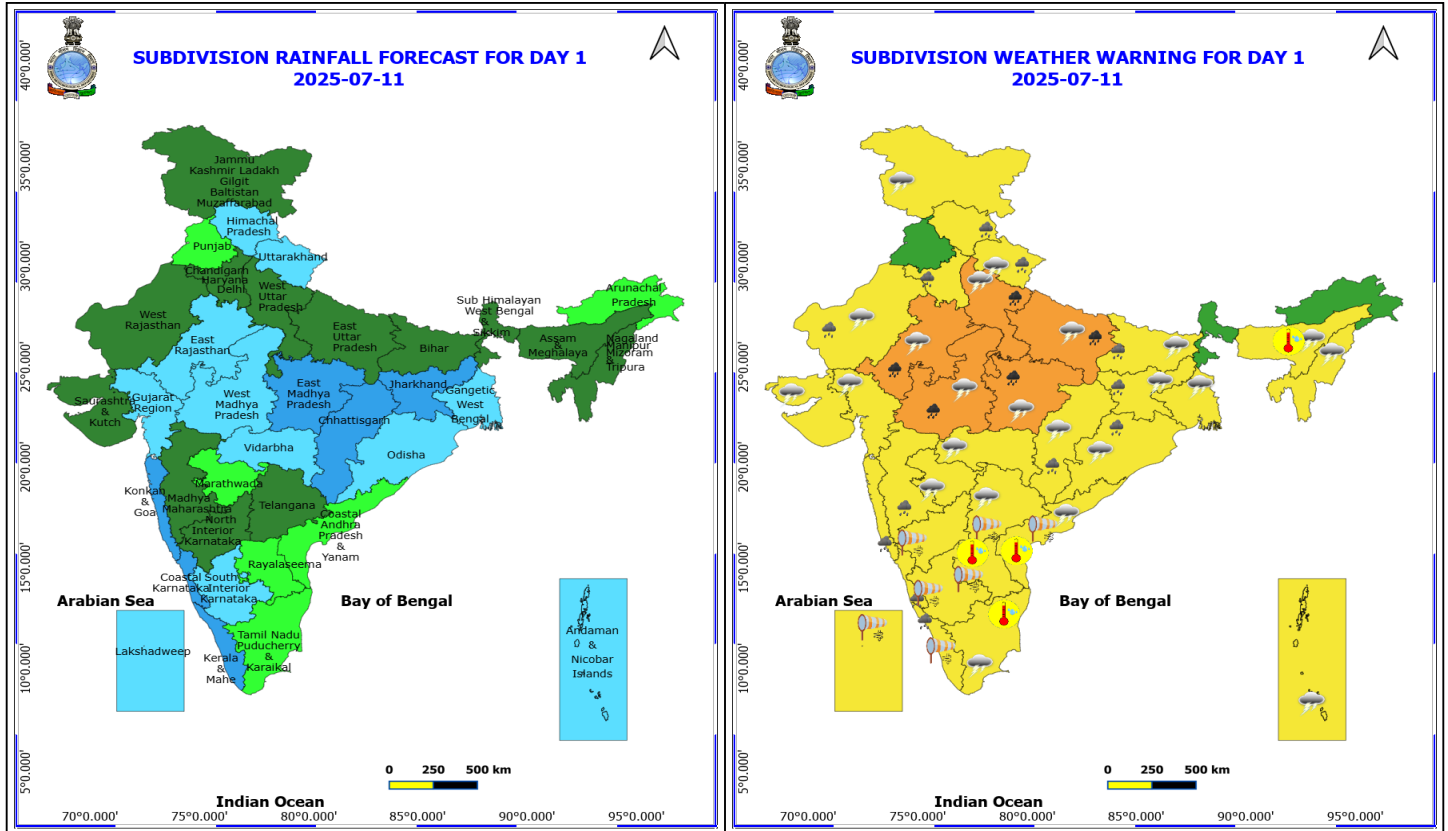 SUBDIVISION RAINFALL FORECAST FOR DAY 1
2025-07-11
40°0.000'
35°0.000'
30°0.000'
25°0.000'
20°0.000'
15°0.000'
10°0.000'
5°0.000'
Jammu
Kashmir Ladakh
Gilgit
Baltistan
Muzaffarabad
Himachal
Pradesh
Punjab
Uttarakhand
Chandigarh
Haryana
Delhi
West
Uttar
Pradesh
West
Rajasthan
East
Rajasthan
East
Uttar
Pradesh
Bihar
Sub Himalayan
West Bengal
&
Sikkim
Arunachal
Pradesh
Assam
&
Meghalaya
Nagaland
Manipur
Mizoram
&
Tripura
Saurashtra
&
Kutch
Gujarat
Region
West
Madhya
Pradesh
East
Madhya
Pradesh
Jharkhand
Gangetic
West
Bengal
Chhattisgarh
Vidarbha
Odisha
Konkan
&
Goa
Madhya
Maharashtra
Marathwada
Telangana
North
Interior
Karnataka
Coastal
Andhra
Pradesh
&
Yanam
Rayalaseema
Coastal
Karnataka
South
Interior
Karnataka
Tamil Nadu
Puducherry
&
Karaikal
Kerala
&
Mahe
Arabian Sea
Bay of Bengal
Lakshadweep
Andaman
&
Nicobar
Islands
0 250 500 km
Indian Ocean
70°0.000' 75°0.000' 80°0.000' 85°0.000' 90°0.000' 95°0.000'
SUBDIVISION WEATHER WARNING FOR DAY 1
2025-07-11
40°0.000'
35°0.000'
30°0.000'
25°0.000'
20°0.000'
15°0.000'
10°0.000'
5°0.000'
Arabian Sea
Bay of Bengal
0 250 500 km
Indian Ocean
70°0.000' 75°0.000' 80°0.000' 85°0.000' 90°0.000' 95°0.000'